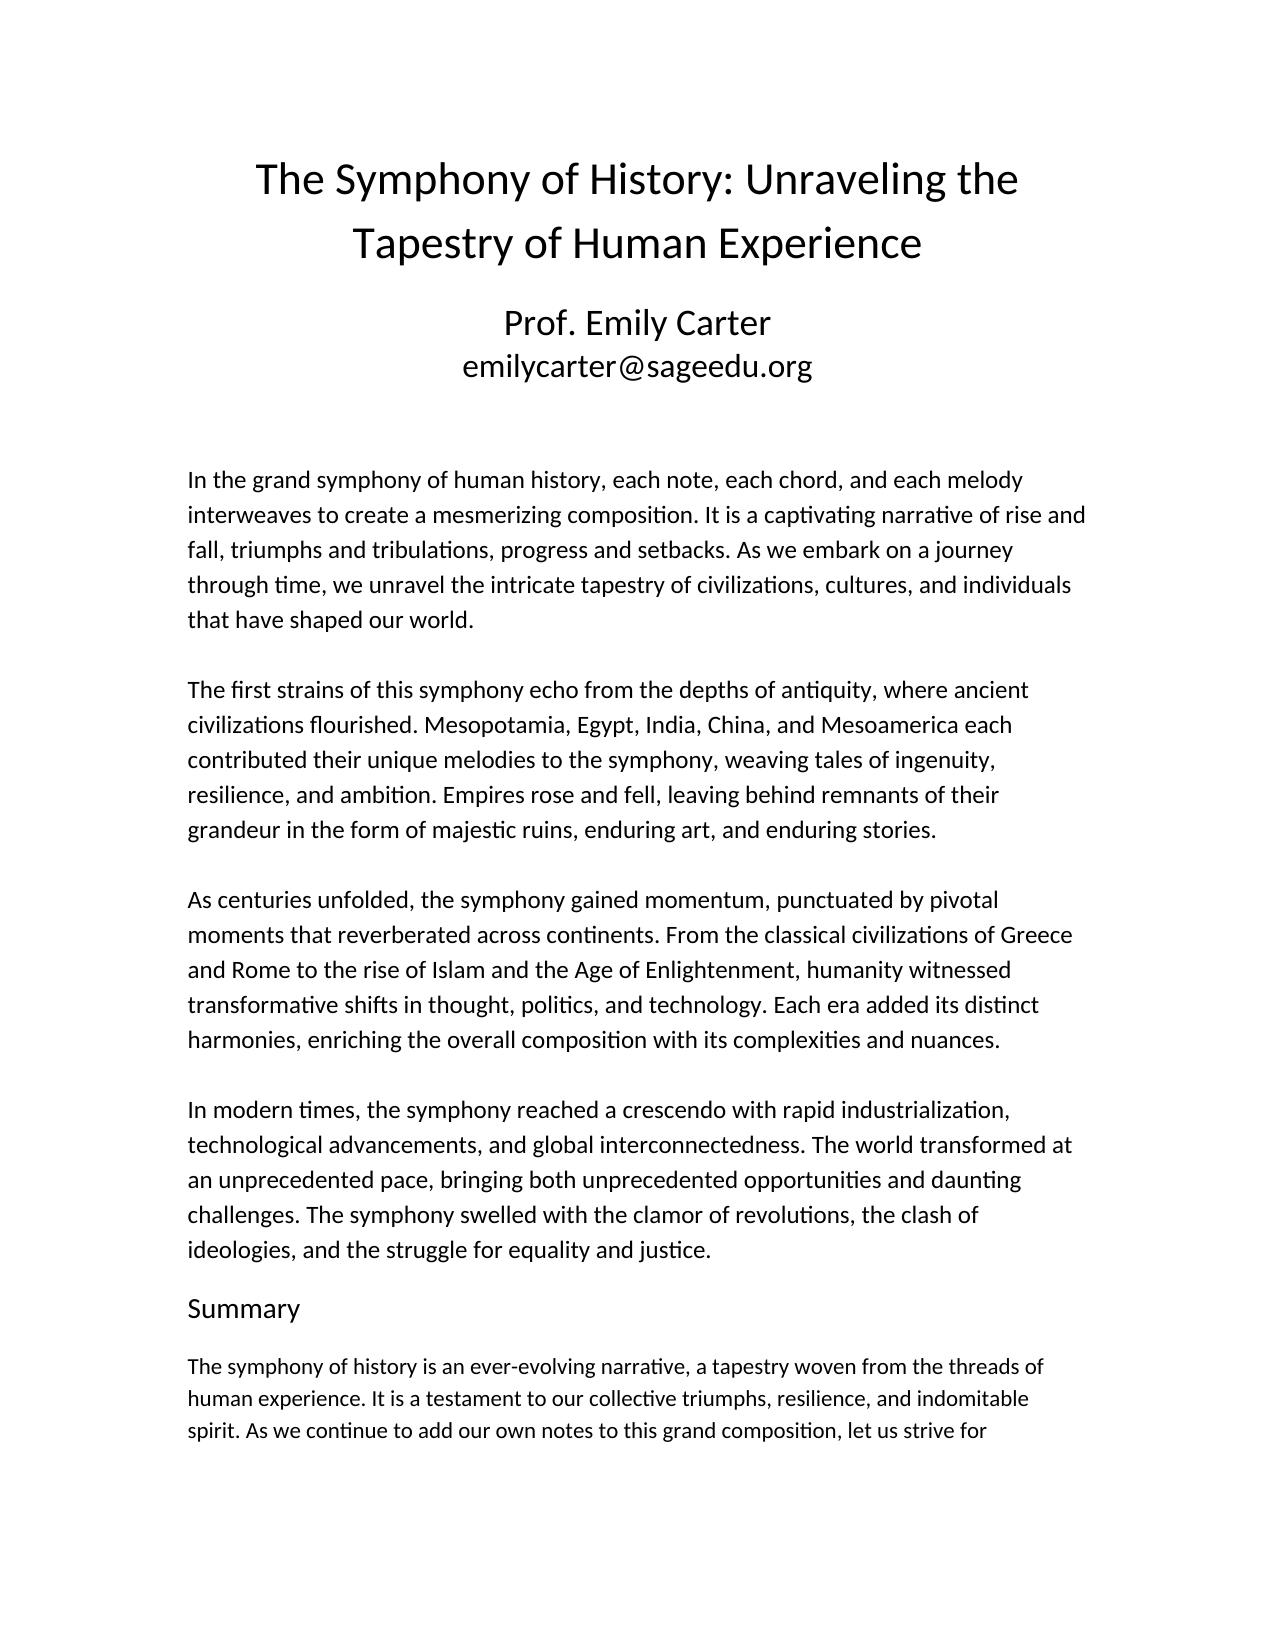 The Symphony of History: Unraveling the
Tapestry of Human Experience
Prof. Emily Carter
emilycarter@sageedu.org
In the grand symphony of human history, each note, each chord, and each melody
interweaves to create a mesmerizing composition. It is a captivating narrative of rise and
fall, triumphs and tribulations, progress and setbacks. As we embark on a journey
through time, we unravel the intricate tapestry of civilizations, cultures, and individuals
that have shaped our world.
The first strains of this symphony echo from the depths of antiquity, where ancient
civilizations flourished. Mesopotamia, Egypt, India, China, and Mesoamerica each
contributed their unique melodies to the symphony, weaving tales of ingenuity,
resilience, and ambition. Empires rose and fell, leaving behind remnants of their
grandeur in the form of majestic ruins, enduring art, and enduring stories.
As centuries unfolded, the symphony gained momentum, punctuated by pivotal
moments that reverberated across continents. From the classical civilizations of Greece
and Rome to the rise of Islam and the Age of Enlightenment, humanity witnessed
transformative shifts in thought, politics, and technology. Each era added its distinct
harmonies, enriching the overall composition with its complexities and nuances.
In modern times, the symphony reached a crescendo with rapid industrialization,
technological advancements, and global interconnectedness. The world transformed at
an unprecedented pace, bringing both unprecedented opportunities and daunting
challenges. The symphony swelled with the clamor of revolutions, the clash of
ideologies, and the struggle for equality and justice.
Summary
The symphony of history is an ever-evolving narrative, a tapestry woven from the threads of
human experience. It is a testament to our collective triumphs, resilience, and indomitable
spirit. As we continue to add our own notes to this grand composition, let us strive for